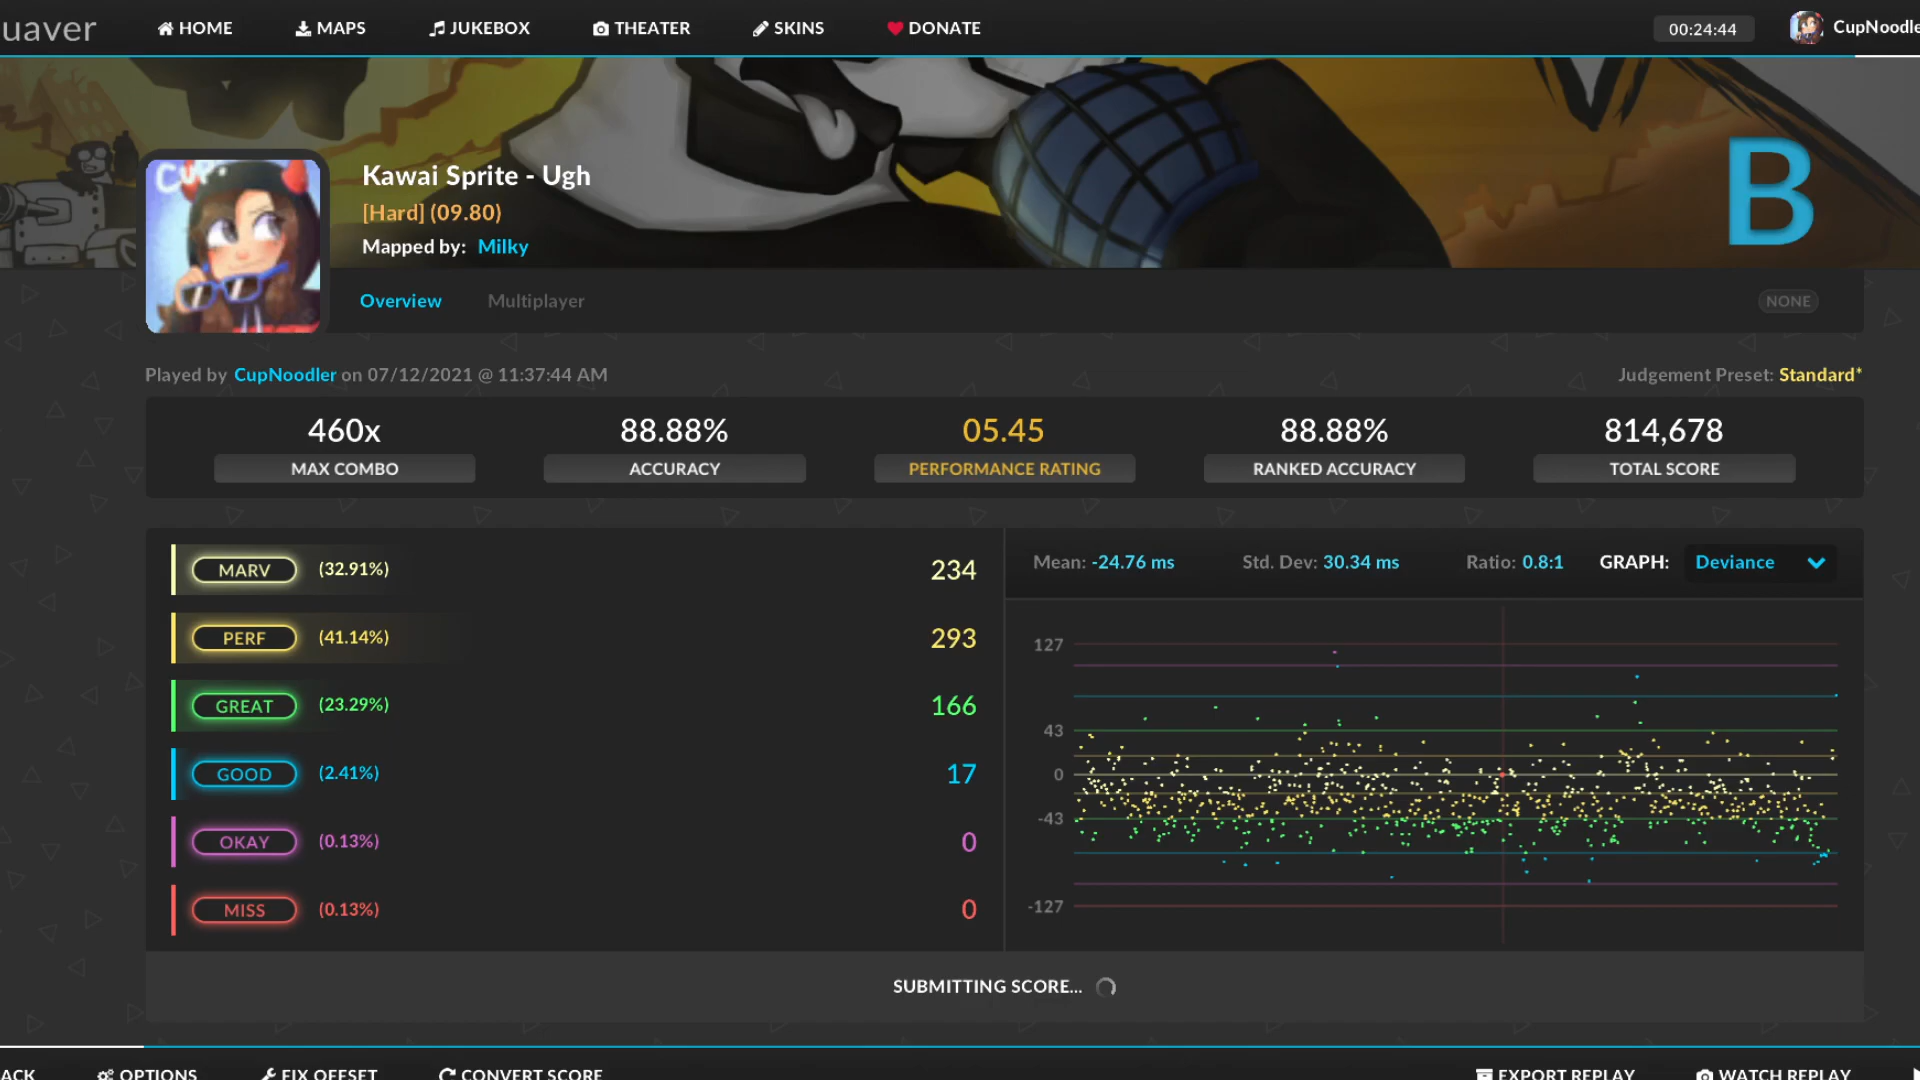 uaver HOME MAPS JUKEBOX THEATER SKINS DONATE 00:24:44 CupNoodle
Cup.
Kawai Sprite - Ugh
[Hard] (09.80)
Mapped by: Milky
B
Overview Multiplayer NONE
Played by CupNoodler on 07/12/2021 @ 11:37:44 AM Judgement Preset: Standard*
460x 88.88% 05.45 88.88% 814,678
MAX COMBO ACCURACY PERFORMANCE RATING RANKED ACCURACY TOTAL SCORE
MARV (32.91%) 234
PERF (41.14%) 293
GREAT (23.29%) 166
GOOD (2.41%) 17
OKAY (0.13%) 0
MISS (0.13%) 0
Mean: -24.76 ms Std. Dev: 30.34 ms Ratio: 0.8:1 GRAPH: Deviance
127
43
0
-43
-127
SUBMITTING SCORE...
ACK OPTIONS FIX OFFSET CONVERT SCORE EXPORT REPLAY WATCH REPLAY